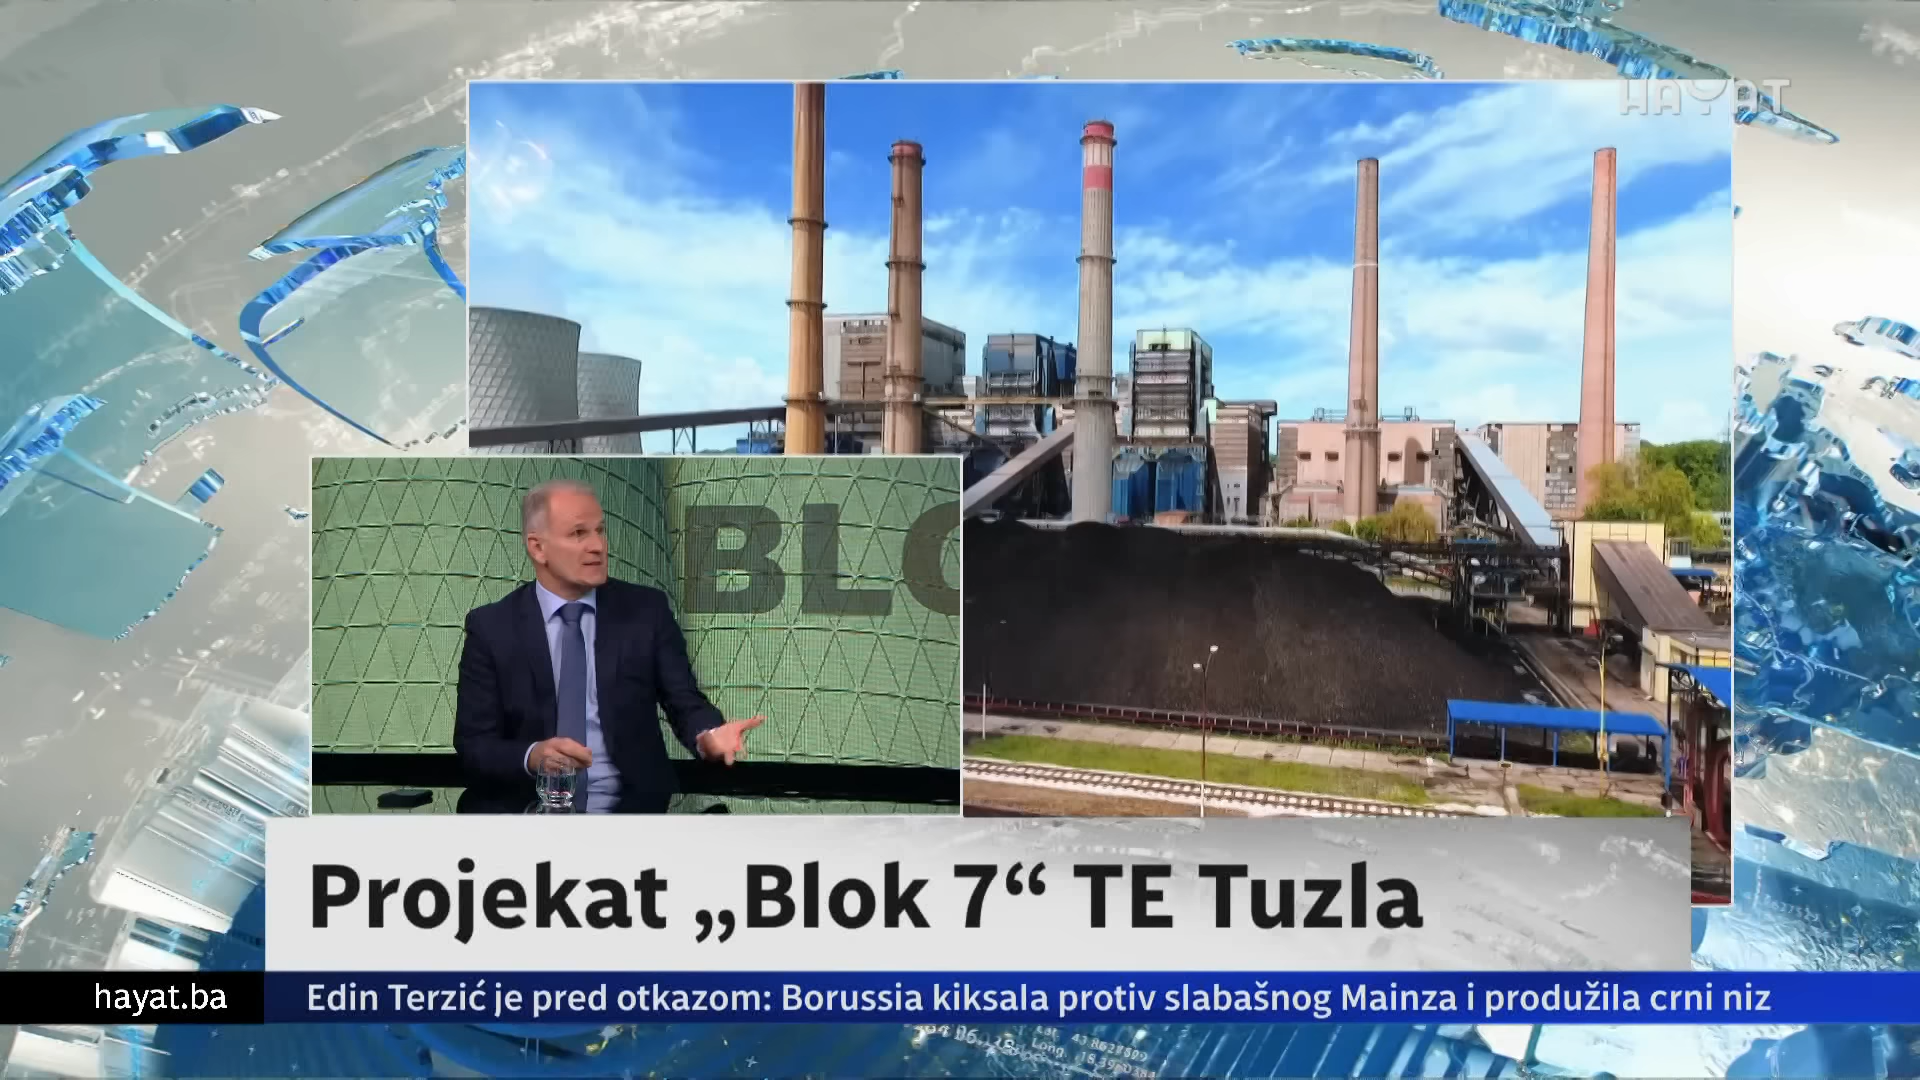 HAYAT
BLO
Projekat „Blok 7“ TE Tuzla
hayat.ba
Edin Terzić je pred otkazom: Borussia kiksala protiv slabašnog Mainza i produžila crni niz
Long.